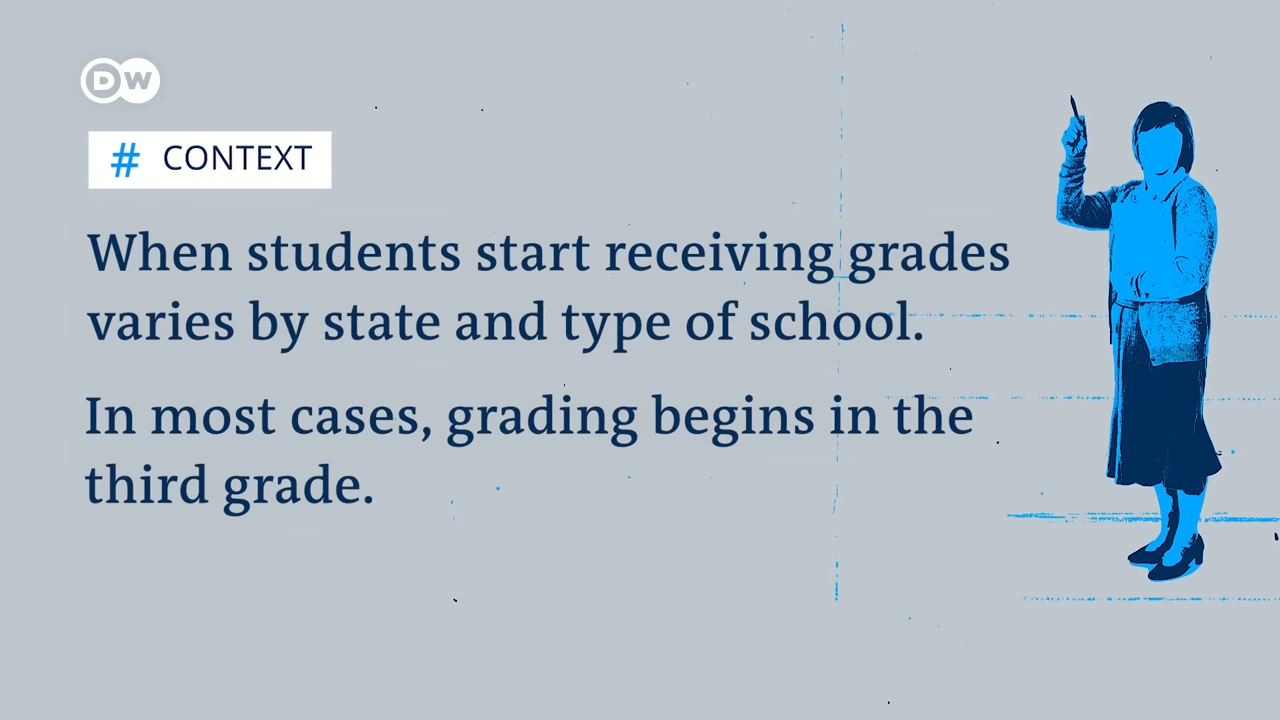 DW
# CONTEXT
When students start receiving grades
varies by state and type of school.
In most cases, grading begins in the
third grade.